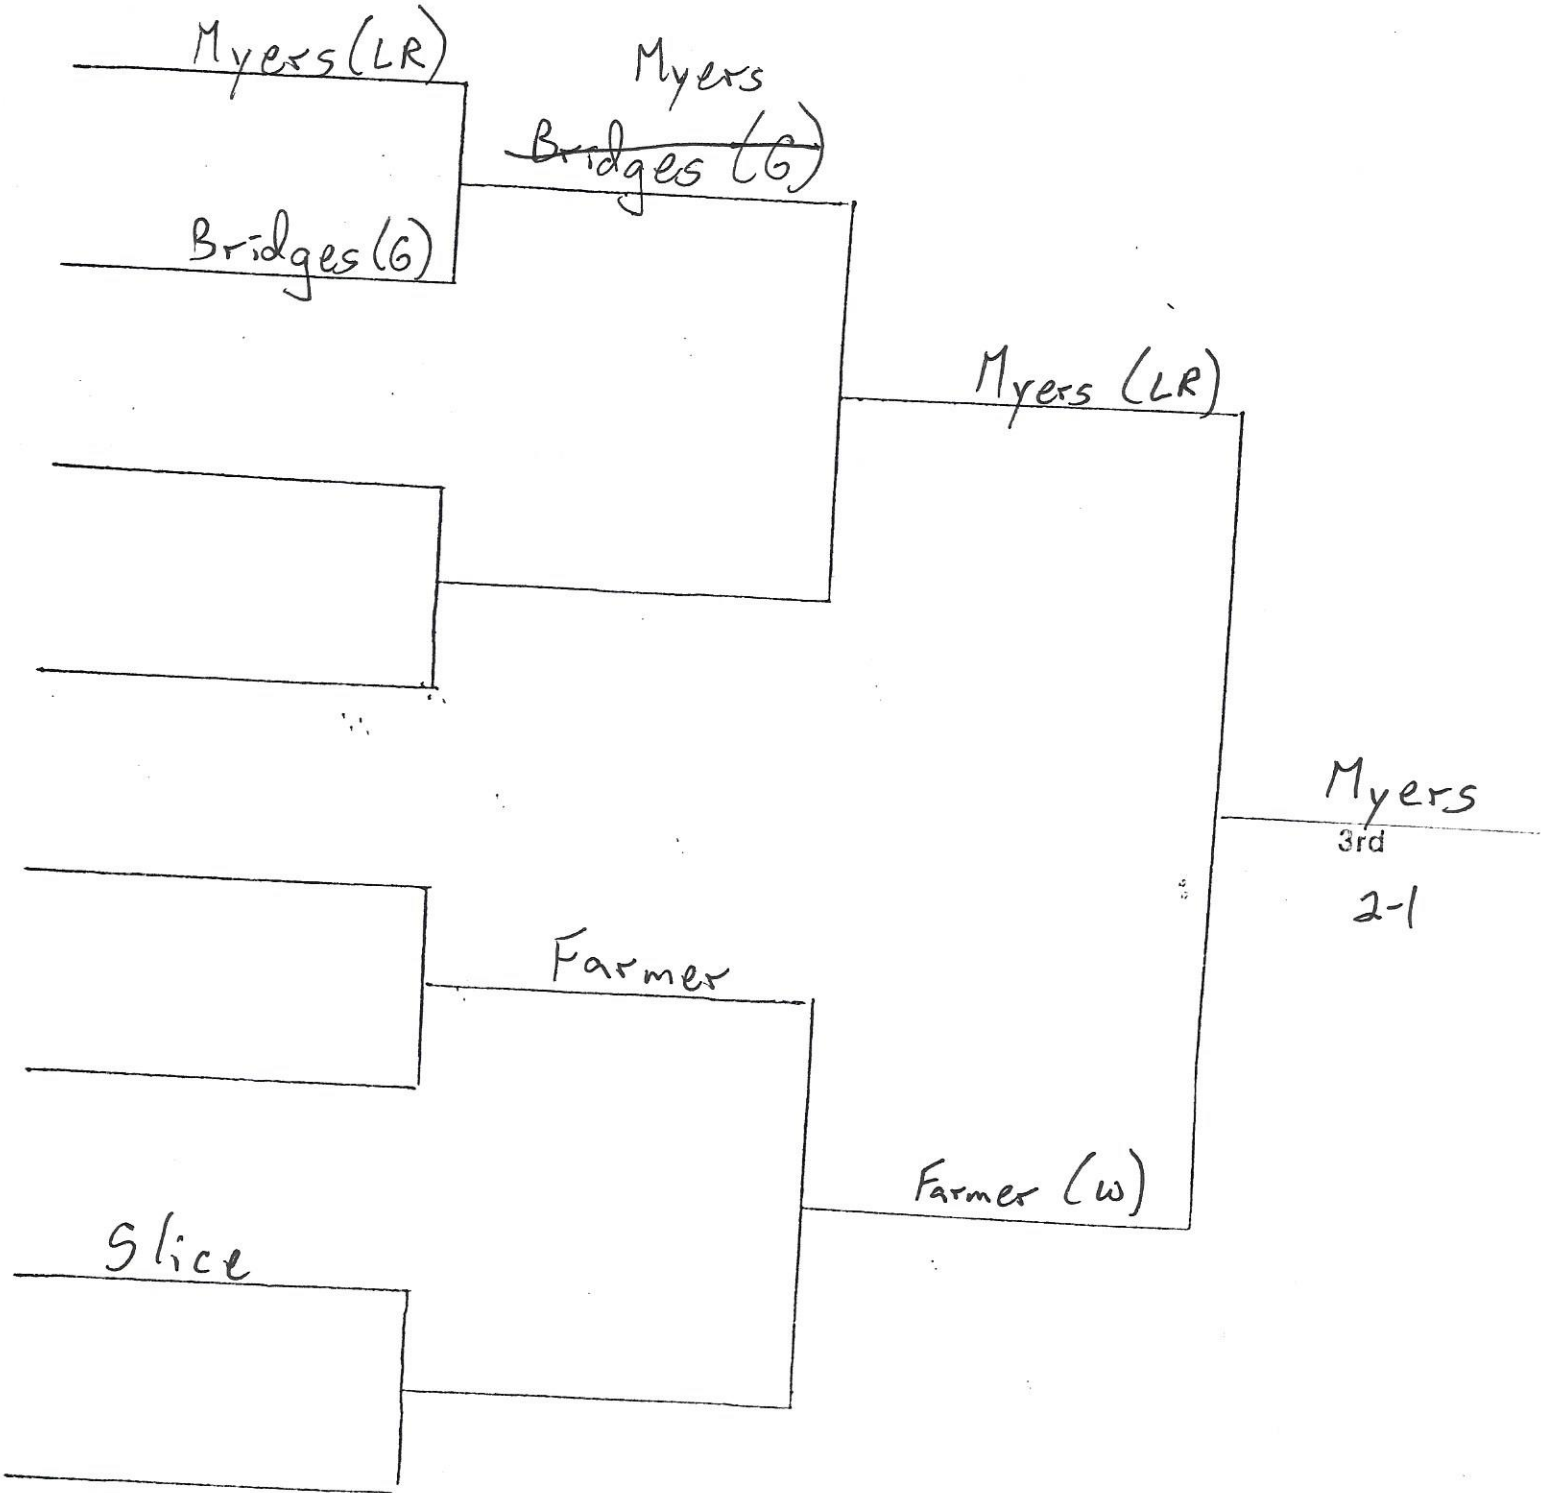 Myers (LR)
Myers
Bridges (G)
Bridges (G)
Myers (LR)
Myers
3rd
2-1
Farmer
Farmer (W)
Slice